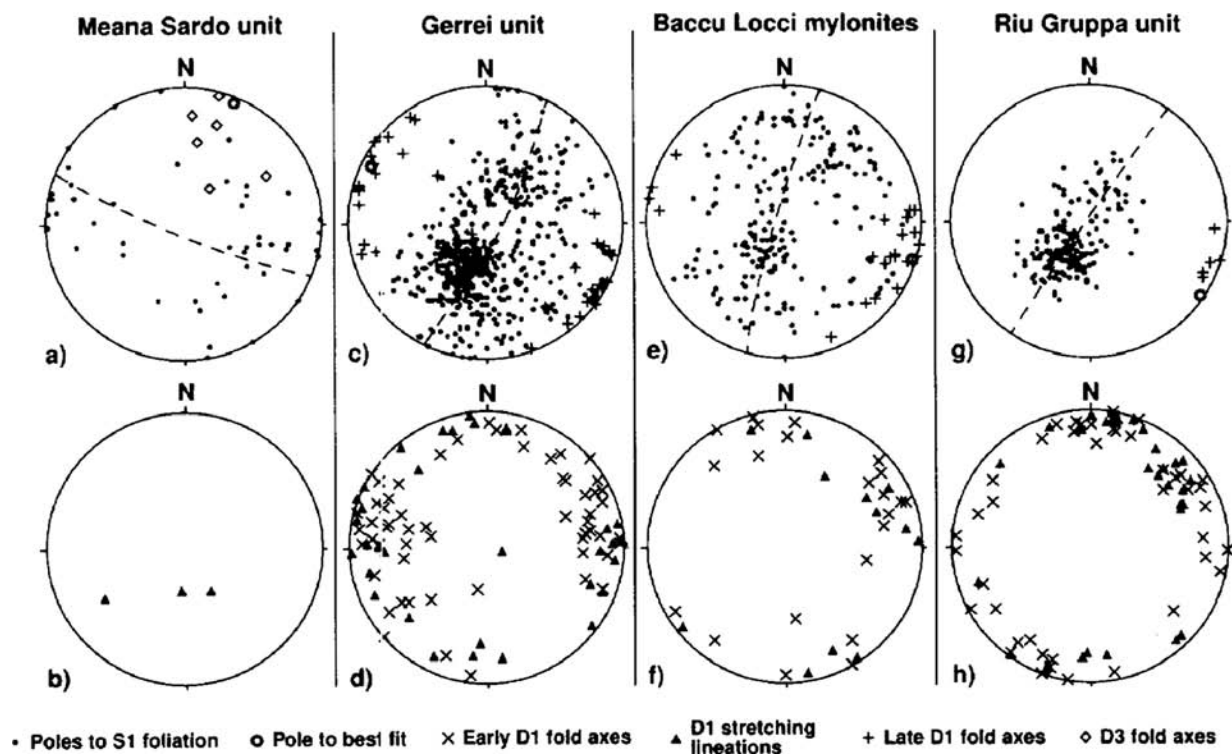 Meana Sardo unit
Gerrei unit
Baccu Locci mylonites
Riu Gruppa unit
N
N
N
N
a)
c)
e)
g)
N
N
N
N
b)
d)
f)
h)
Poles to S1 foliation
Pole to best fit
Early D1 fold axes
D1 stretching
lineations
Late D1 fold axes
D3 fold axes